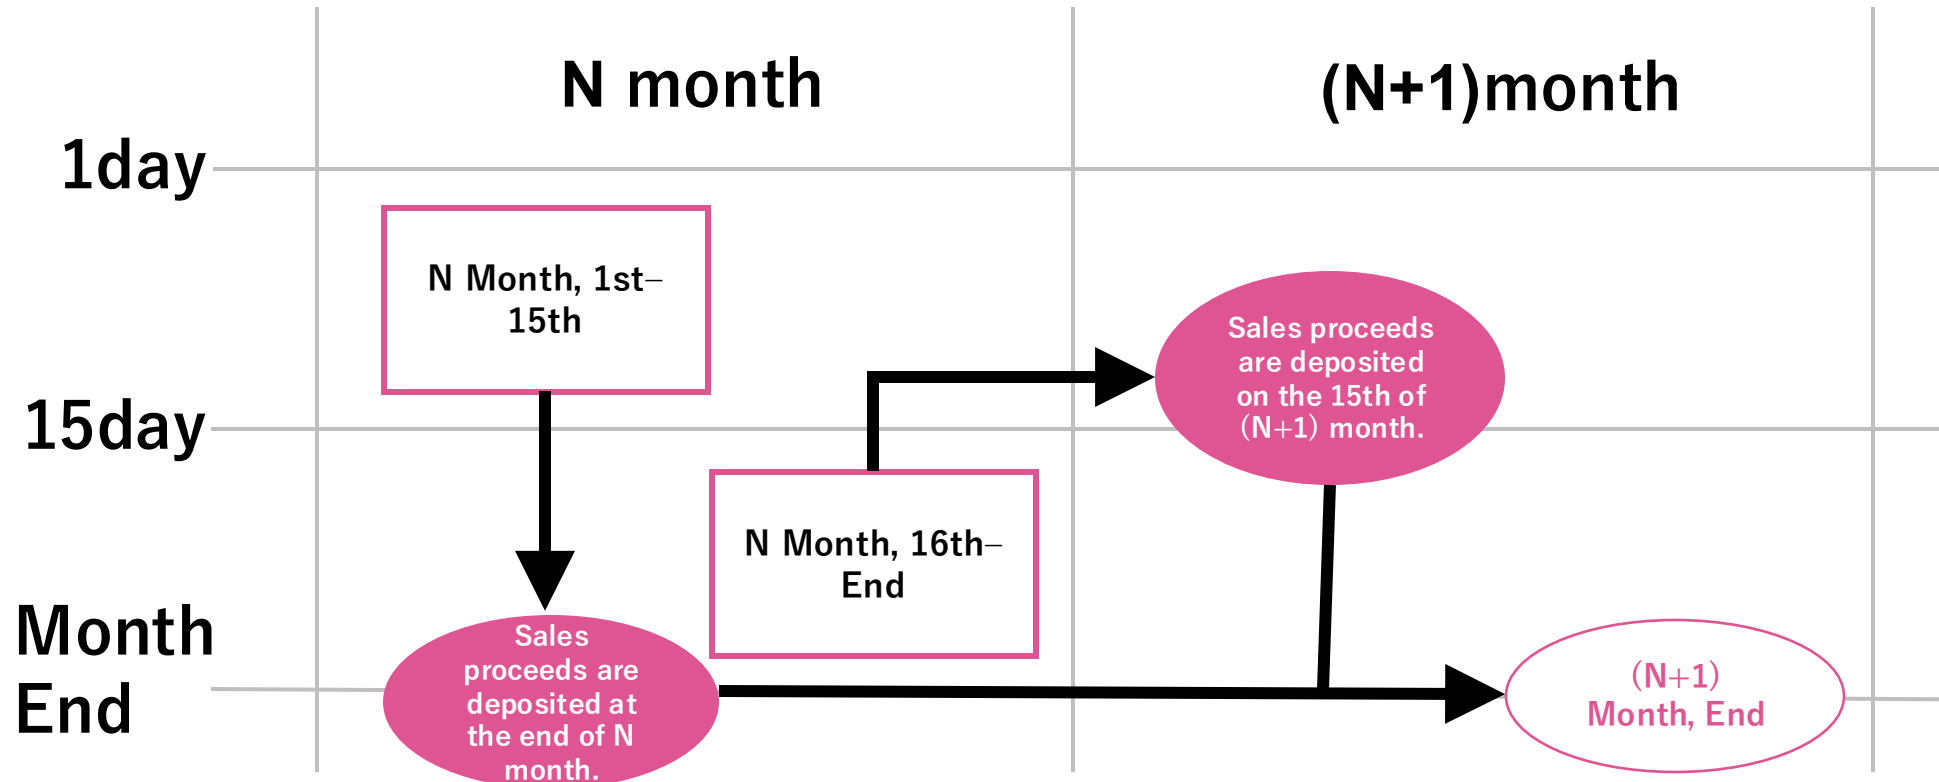 N month
(N+1)month
1day
N Month, 1st–
15th
Sales proceeds
are deposited
on the 15th of
(N+1) month.
15day
N Month, 16th–
End
Month
End
Sales
proceeds are
deposited at
the end of N
month.
(N+1)
Month, End